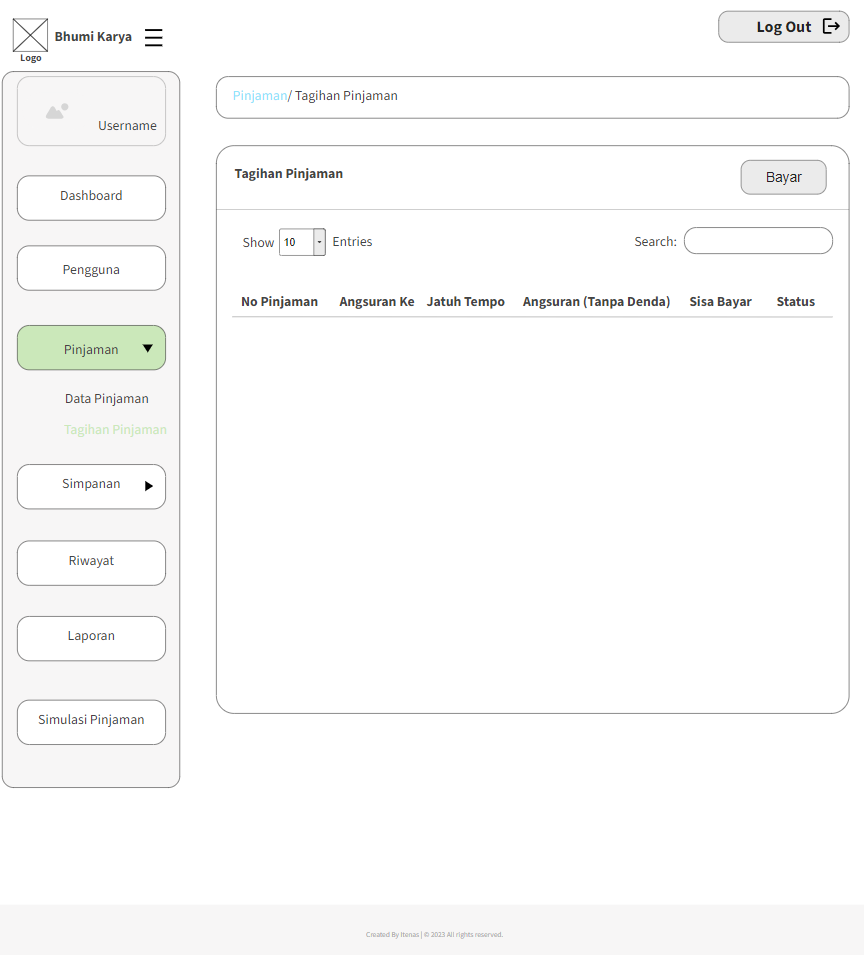 Bhumi Karya
Logo
Log Out
Username
Dashboard
Pengguna
Pinjaman
Data Pinjaman
Tagihan Pinjaman
Simpanan
Riwayat
Laporan
Simulasi Pinjaman
Pinjaman/ Tagihan Pinjaman
Tagihan Pinjaman
Bayar
Show 10 Entries
Search:
No Pinjaman Angsuran Ke Jatuh Tempo Angsuran (Tanpa Denda) Sisa Bayar Status
Created By Itenas | © 2023 All rights reserved.